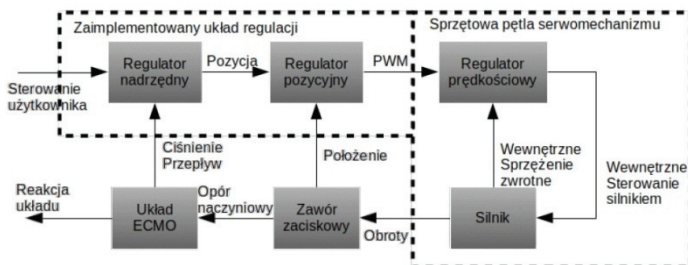 Zaimplementowany układ regulacji
Sprzętowa pętla serwomechanizmu
Sterowanie
użytkownika
Regulator
nadrzędny
Pozycja
Regulator
pozycyjny
PWM
Regulator
prędkościowy
Ciśnienie
Przepływ
Położenie
Wewnętrzne
Sprzężenie
zwrotne
Wewnętrzne
Sterowanie
silnikiem
Reakcja
układu
Układ
ECMO
Opór
naczyniowy
Zawór
zaciskowy
Obroty
Silnik